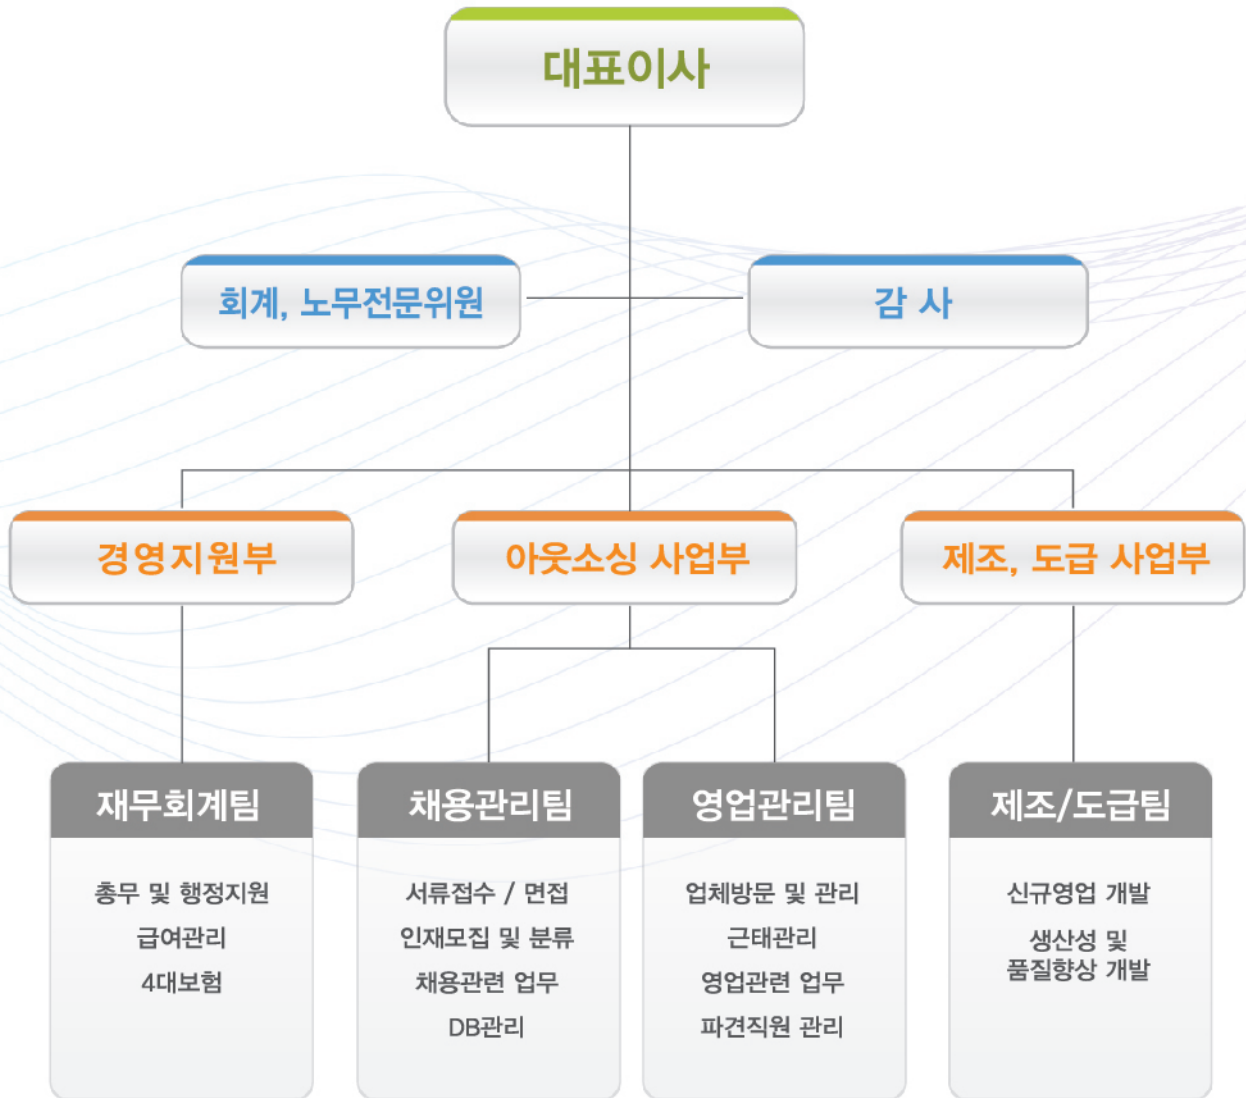 대표이사
회계, 노무전문위원
감 사
경영지원부
아웃소싱 사업부
제조, 도급 사업부
재무회계팀
총무 및 행정지원
급여관리
4대보험
채용관리팀
서류접수 / 면접
인재모집 및 분류
채용관련 업무
DB관리
영업관리팀
업체방문 및 관리
근태관리
영업관련 업무
파견직원 관리
제조/도급팀
신규영업 개발
생산성 및
품질향상 개발